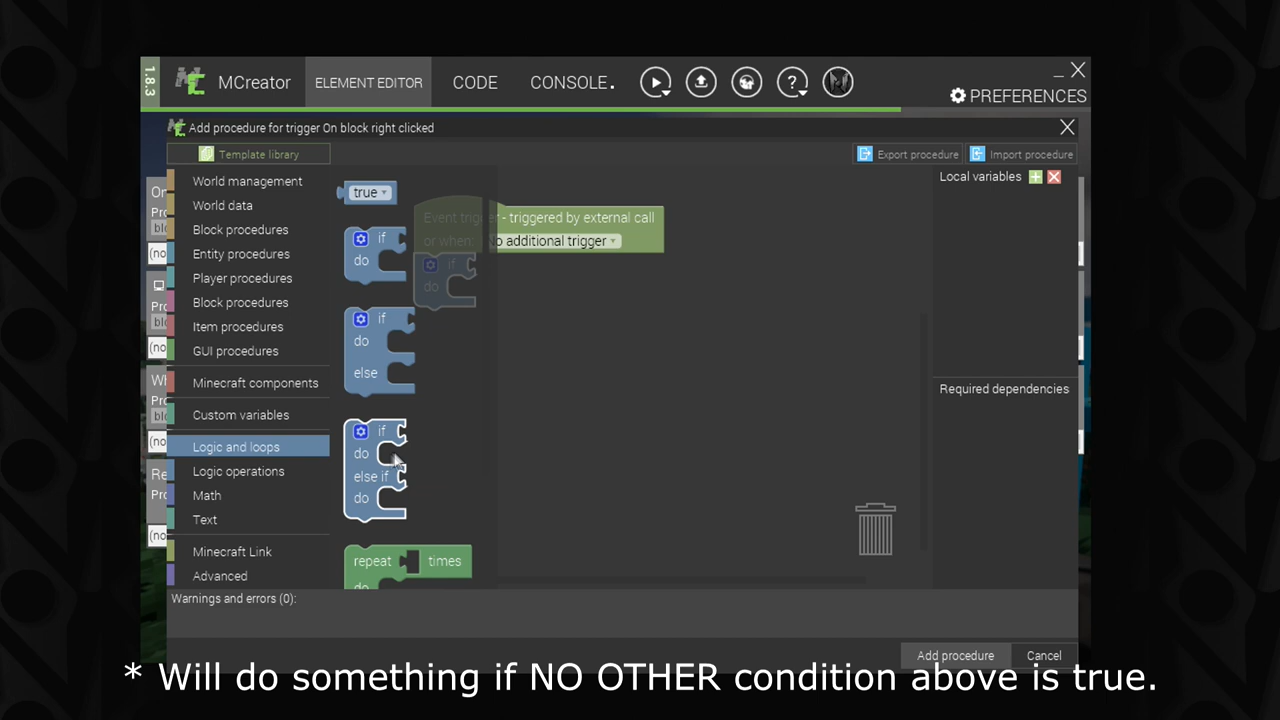 1.8.3
MCreator
ELEMENT EDITOR
CODE
CONSOLE.
PREFERENCES
Add procedure for trigger On block right clicked
Template library
Export procedure
Import procedure
World management
World data
Block procedures
Entity procedures
Player procedures
Block procedures
Item procedures
GUI procedures
Minecraft components
Custom variables
Logic and loops
Logic operations
Math
Text
Minecraft Link
Advanced
true
if
do
if
do
else
if
do
else if
do
repeat times
do
Event trigger - triggered by external call
or when: No additional trigger
if
do
Local variables
Required dependencies
Warnings and errors (0):
Add procedure
Cancel
* Will do something if NO OTHER condition above is true.